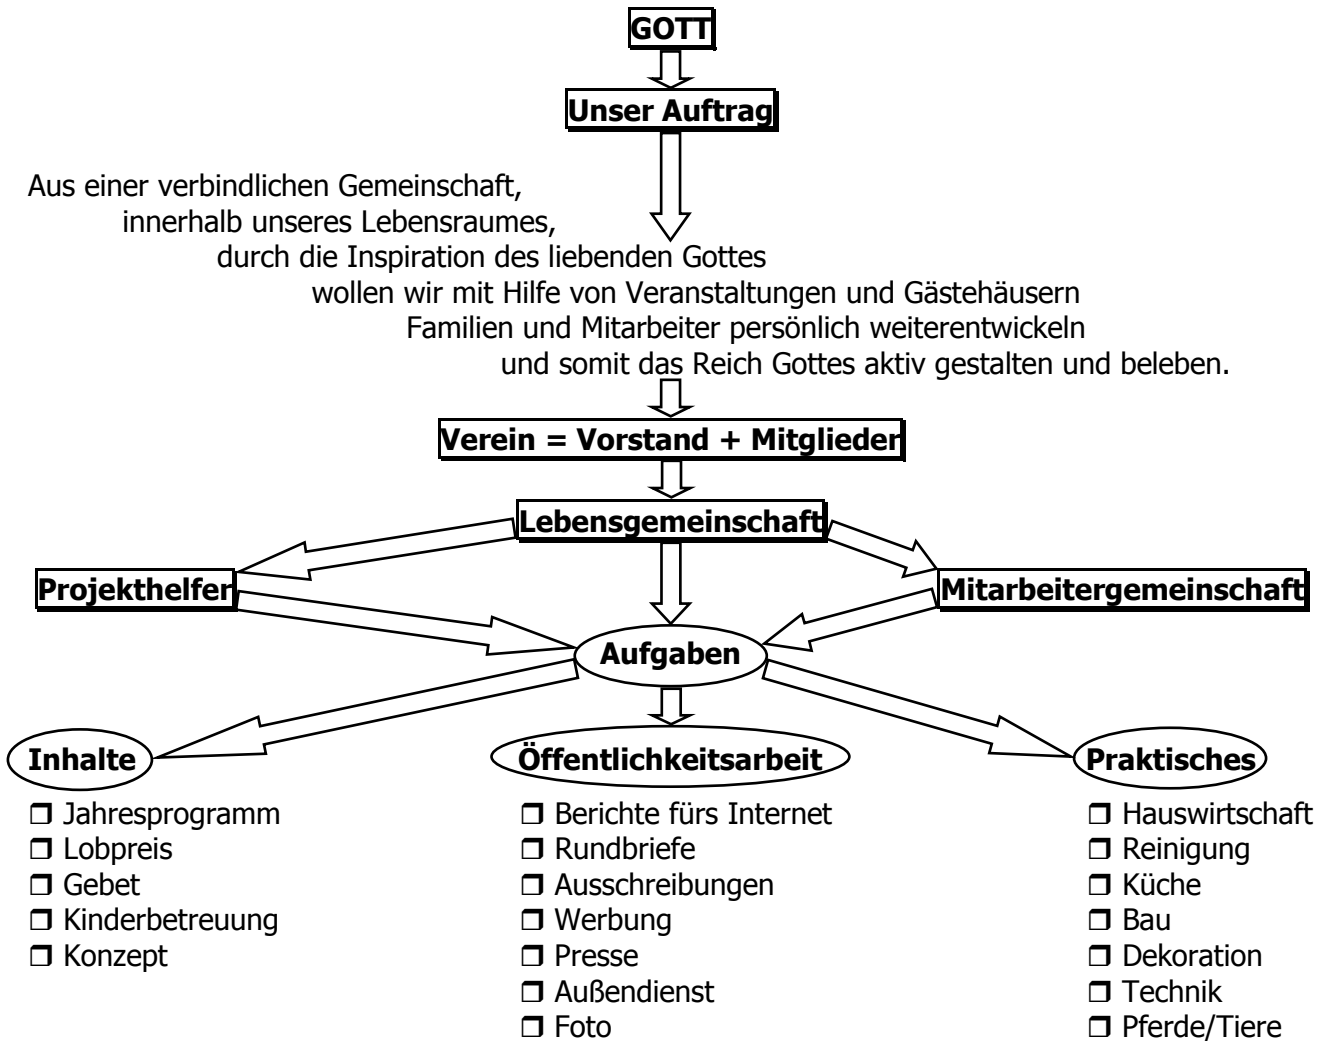 GOTT
Unser Auftrag
Aus einer verbindlichen Gemeinschaft,
innerhalb unseres Lebensraumes,
durch die Inspiration des liebenden Gottes
wollen wir mit Hilfe von Veranstaltungen und Gästehäusern
Familien und Mitarbeiter persönlich weiterentwickeln
und somit das Reich Gottes aktiv gestalten und beleben.
Verein = Vorstand + Mitglieder
Lebensgemeinschaft
Projekthelfer
Mitarbeitergemeinschaft
Aufgaben
Inhalte
❒ Jahresprogramm
❒ Lobpreis
❒ Gebet
❒ Kinderbetreuung
❒ Konzept
Öffentlichkeitsarbeit
❒ Berichte fürs Internet
❒ Rundbriefe
❒ Ausschreibungen
❒ Werbung
❒ Presse
❒ Außendienst
❒ Foto
Praktisches
❒ Hauswirtschaft
❒ Reinigung
❒ Küche
❒ Bau
❒ Dekoration
❒ Technik
❒ Pferde/Tiere